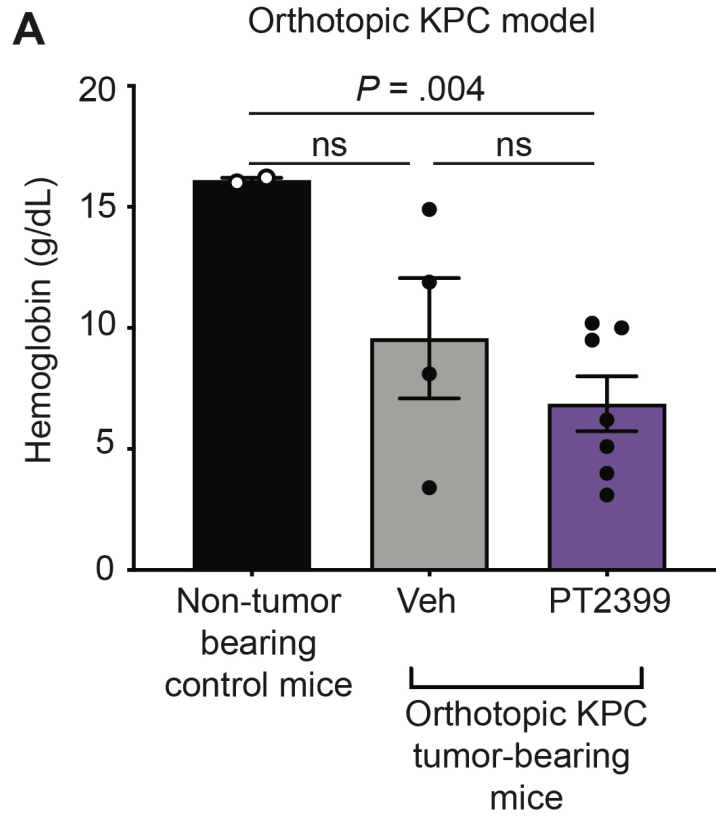 A
Orthotopic KPC model
20
15
10
5
0
Hemoglobin (g/dL)
P = .004
ns
ns
Non-tumor
bearing
control mice
Veh
PT2399
Orthotopic KPC
tumor-bearing
mice